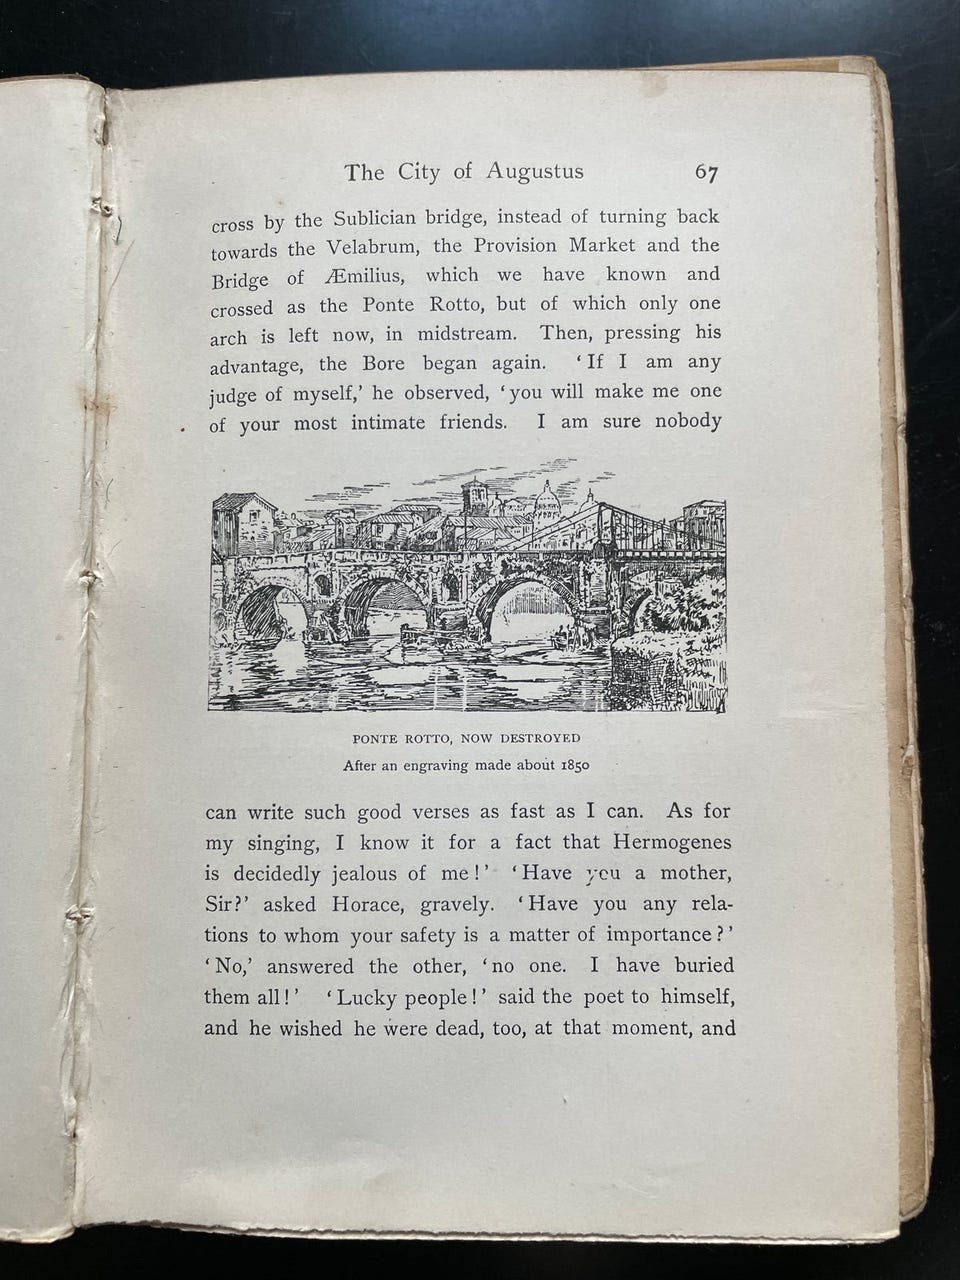 The City of Augustus 67
cross by the Sublician bridge, instead of turning back
towards the Velabrum, the Provision Market and the
Bridge of Æmilius, which we have known and
crossed as the Ponte Rotto, but of which only one
arch is left now, in midstream. Then, pressing his
advantage, the Bore began again. ‘If I am any
judge of myself,’ he observed, ‘you will make me one
of your most intimate friends. I am sure nobody
PONTE ROTTO, NOW DESTROYED
After an engraving made about 1850
can write such good verses as fast as I can. As for
my singing, I know it for a fact that Hermogenes
is decidedly jealous of me!’ ‘Have you a mother,
Sir?’ asked Horace, gravely. ‘Have you any rela-
tions to whom your safety is a matter of importance?’
‘No,’ answered the other, ‘no one. I have buried
them all!’ ‘Lucky people!’ said the poet to himself,
and he wished he were dead, too, at that moment, and